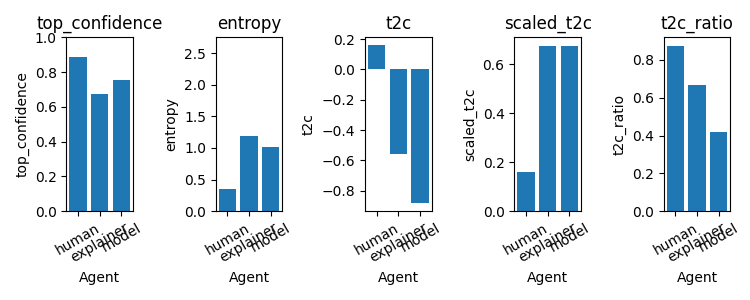 top_confidence
entropy
t2c
scaled_t2c
t2c_ratio
top_confidence
1.0
0.8
0.6
0.4
0.2
0.0
human
explainer
model
Agent
entropy
2.5
2.0
1.5
1.0
0.5
0.0
human
explainer
model
Agent
t2c
0.2
0.0
−0.2
−0.4
−0.6
−0.8
human
explainer
model
Agent
scaled_t2c
0.6
0.4
0.2
0.0
human
explainer
model
Agent
t2c_ratio
0.8
0.6
0.4
0.2
0.0
human
explainer
model
Agent